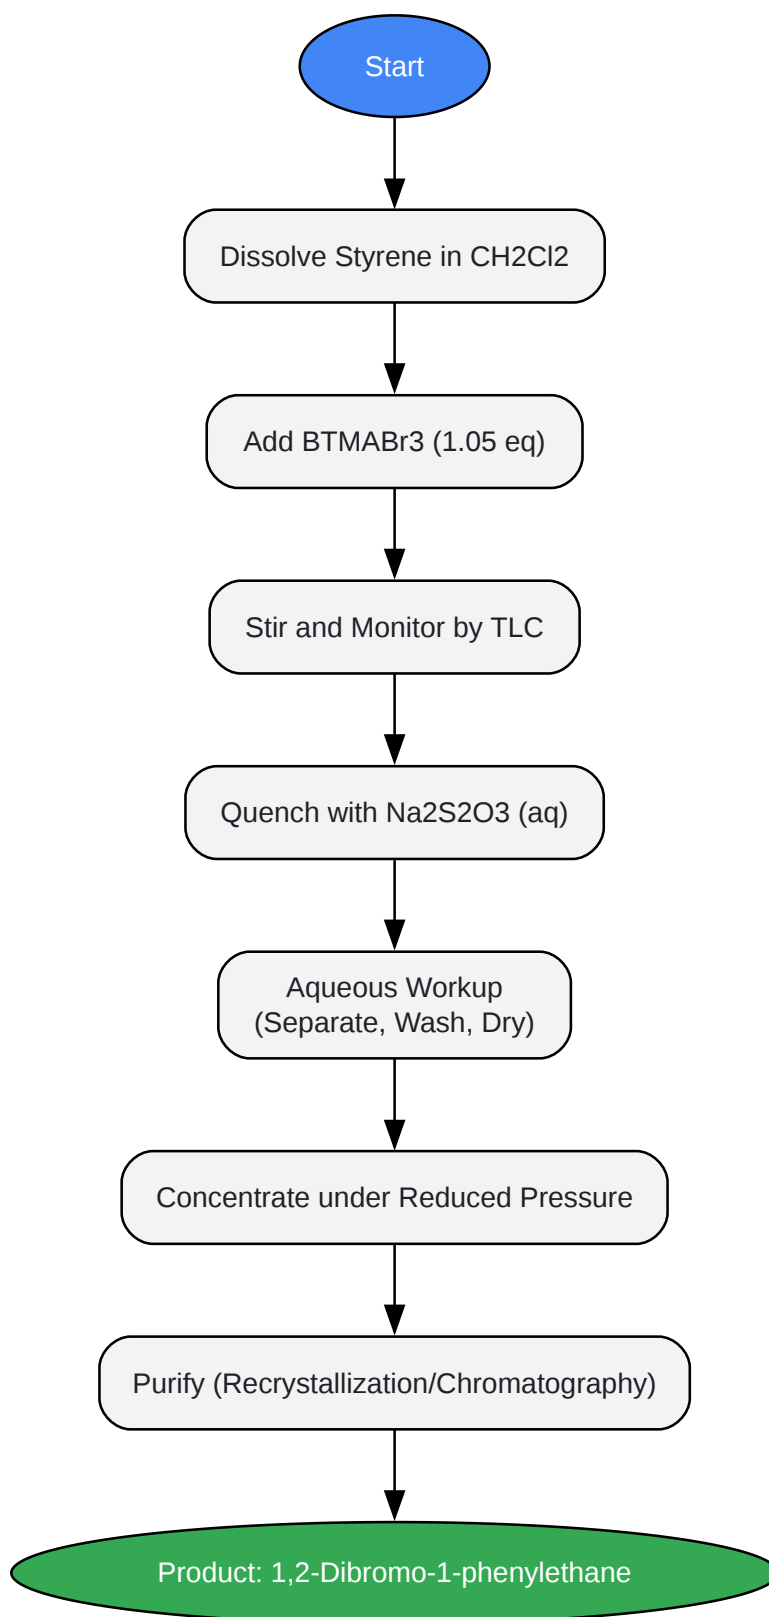 Start
Dissolve Styrene in CH2Cl2
Add BTMABr3 (1.05 eq)
Stir and Monitor by TLC
Quench with Na2S2O3 (aq)
Aqueous Workup
(Separate, Wash, Dry)
Concentrate under Reduced Pressure
Purify (Recrystallization/Chromatography)
Product: 1,2-Dibromo-1-phenylethane